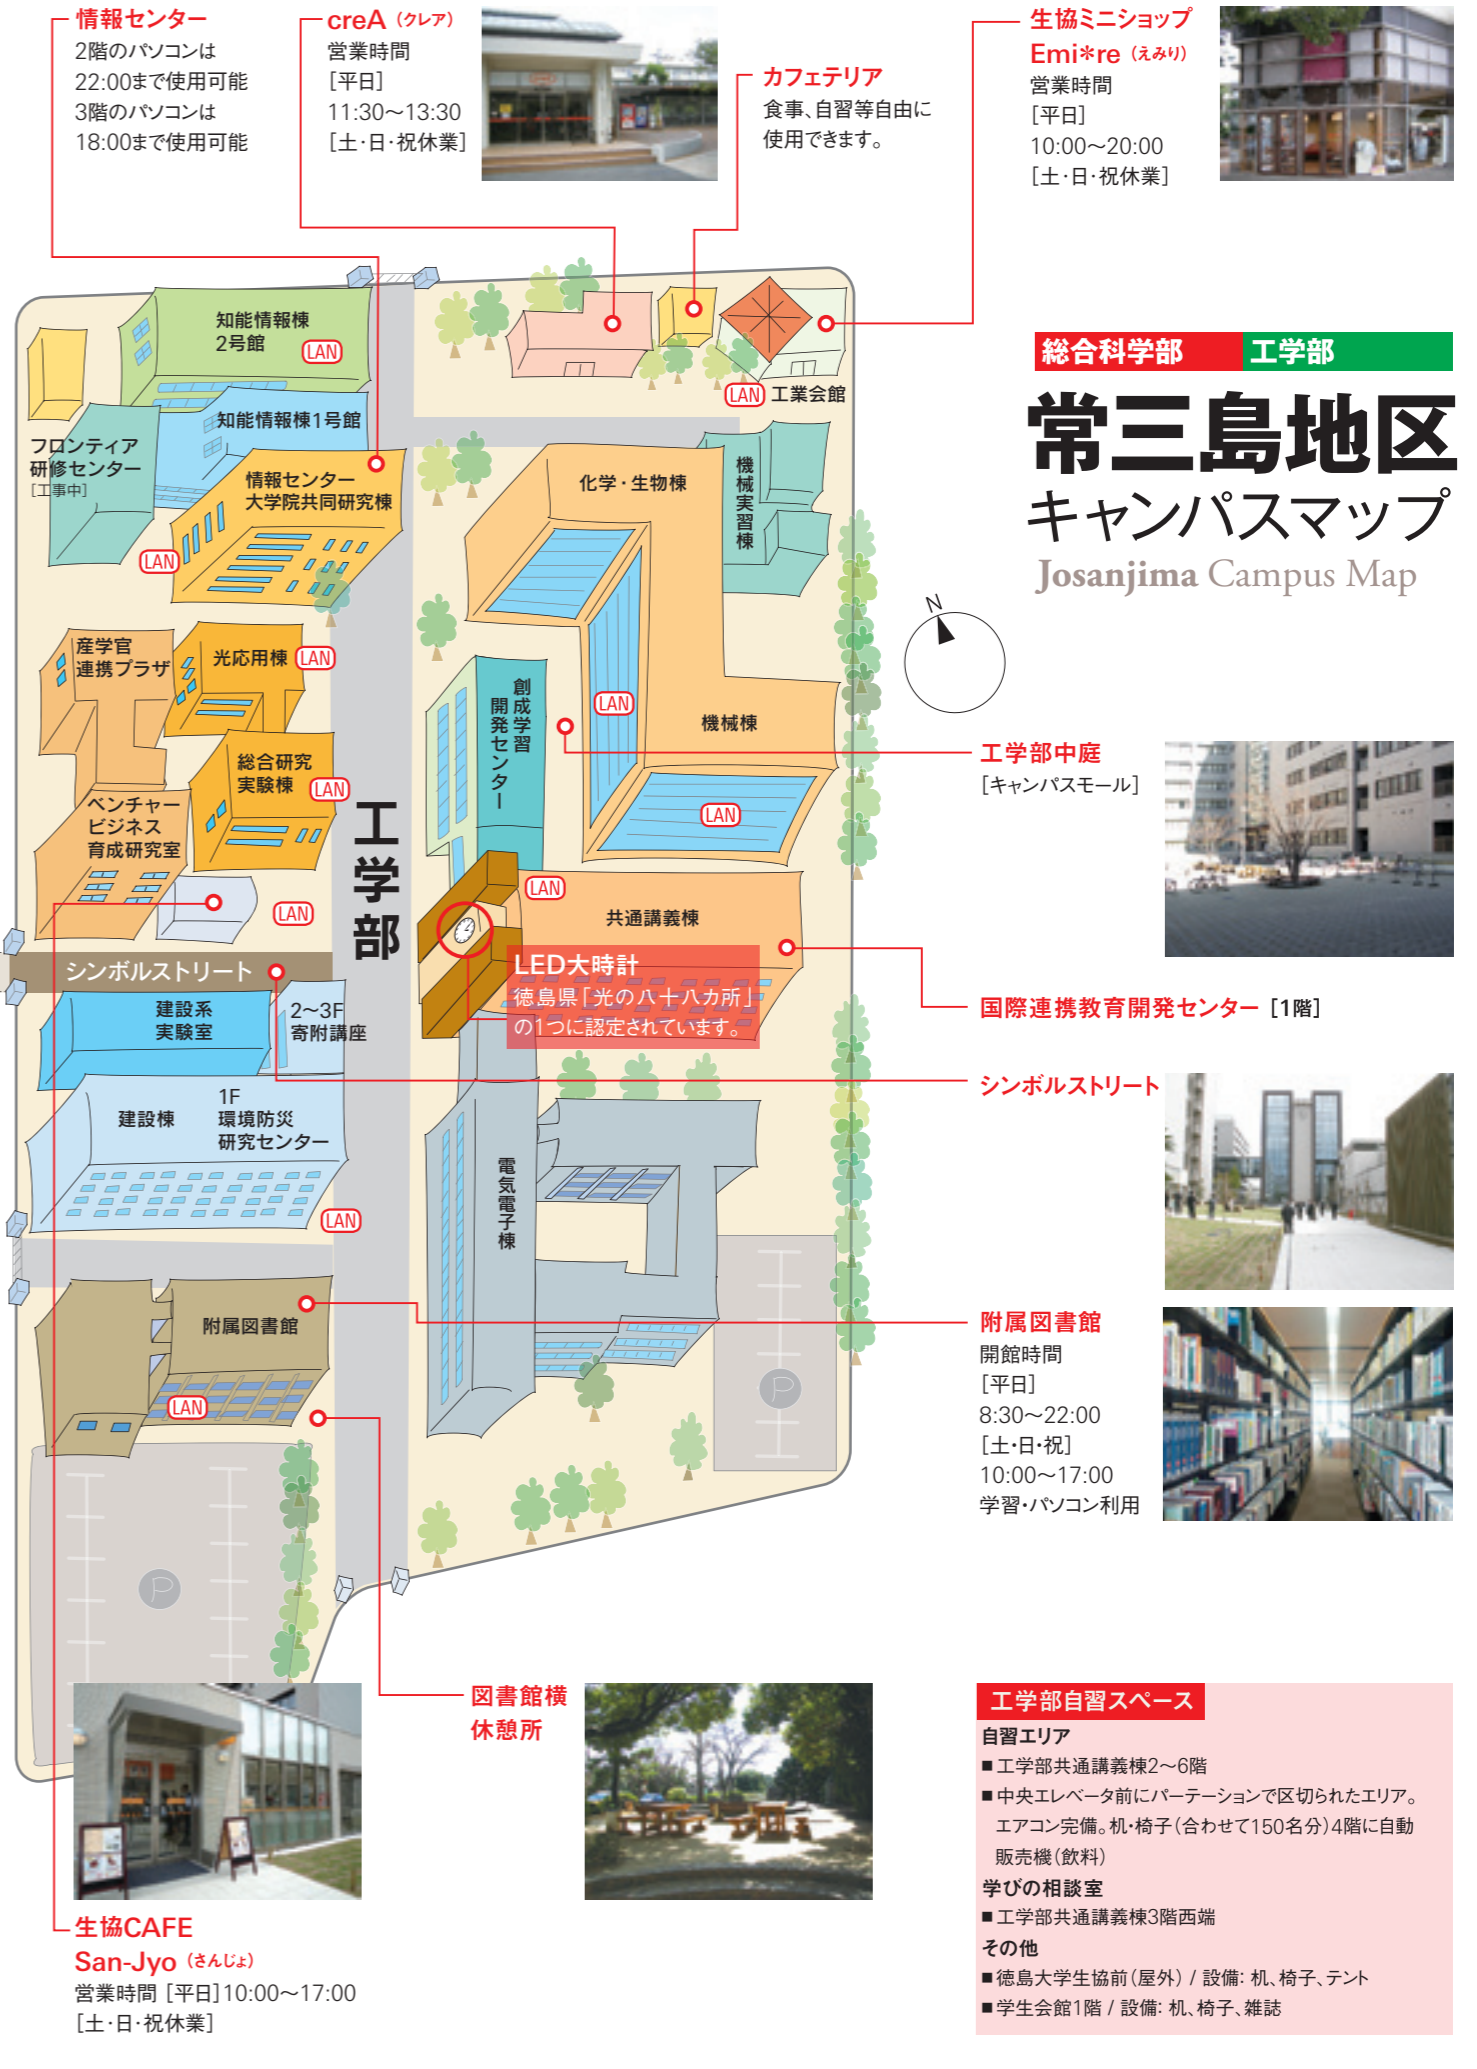 情報センター
2階のパソコンは
22:00まで使用可能
3階のパソコンは
18:00まで使用可能
creA（クレア）
営業時間
［平日］
11:30〜13:30
［土・日・祝休業］
カフェテリア
食事、自習等自由に
使用できます。
生協ミニショップ
Emi＊re（えみり）
営業時間
［平日］
10:00〜20:00
［土・日・祝休業］
総合科学部 工学部
常三島地区
キャンパスマップ
Josanjima Campus Map
N
知能情報棟
2号館
LAN
知能情報棟1号館
フロンティア
研修センター
［工事中］
情報センター
大学院共同研究棟
LAN
LAN 工業会館
化学・生物棟
機械実習棟
産学官
連携プラザ
光応用棟 LAN
総合研究
実験棟
LAN
ベンチャー
ビジネス
育成研究室
LAN
工学部
創成学習
開発センター
LAN
機械棟
LAN
LAN
共通講義棟
LED大時計
徳島県「光の八十八カ所」
の1つに認定されています。
シンボルストリート
建設系
実験室
2〜3F
寄附講座
建設棟
1F
環境防災
研究センター
LAN
電気電子棟
附属図書館
LAN
P
P
工学部中庭
［キャンパスモール］
国際連携教育開発センター［1階］
シンボルストリート
附属図書館
開館時間
［平日］
8:30〜22:00
［土・日・祝］
10:00〜17:00
学習・パソコン利用
図書館横
休憩所
生協CAFE
San-Jyo（さんじょ）
営業時間［平日］10:00〜17:00
［土・日・祝休業］
工学部自習スペース
自習エリア
■工学部共通講義棟2〜6階
■中央エレベータ前にパーテーションで区切られたエリア。
エアコン完備。机・椅子（合わせて150名分）4階に自動
販売機（飲料）
学びの相談室
■工学部共通講義棟3階西端
その他
■徳島大学生協前（屋外） / 設備：机、椅子、テント
■学生会館1階 / 設備：机、椅子、雑誌